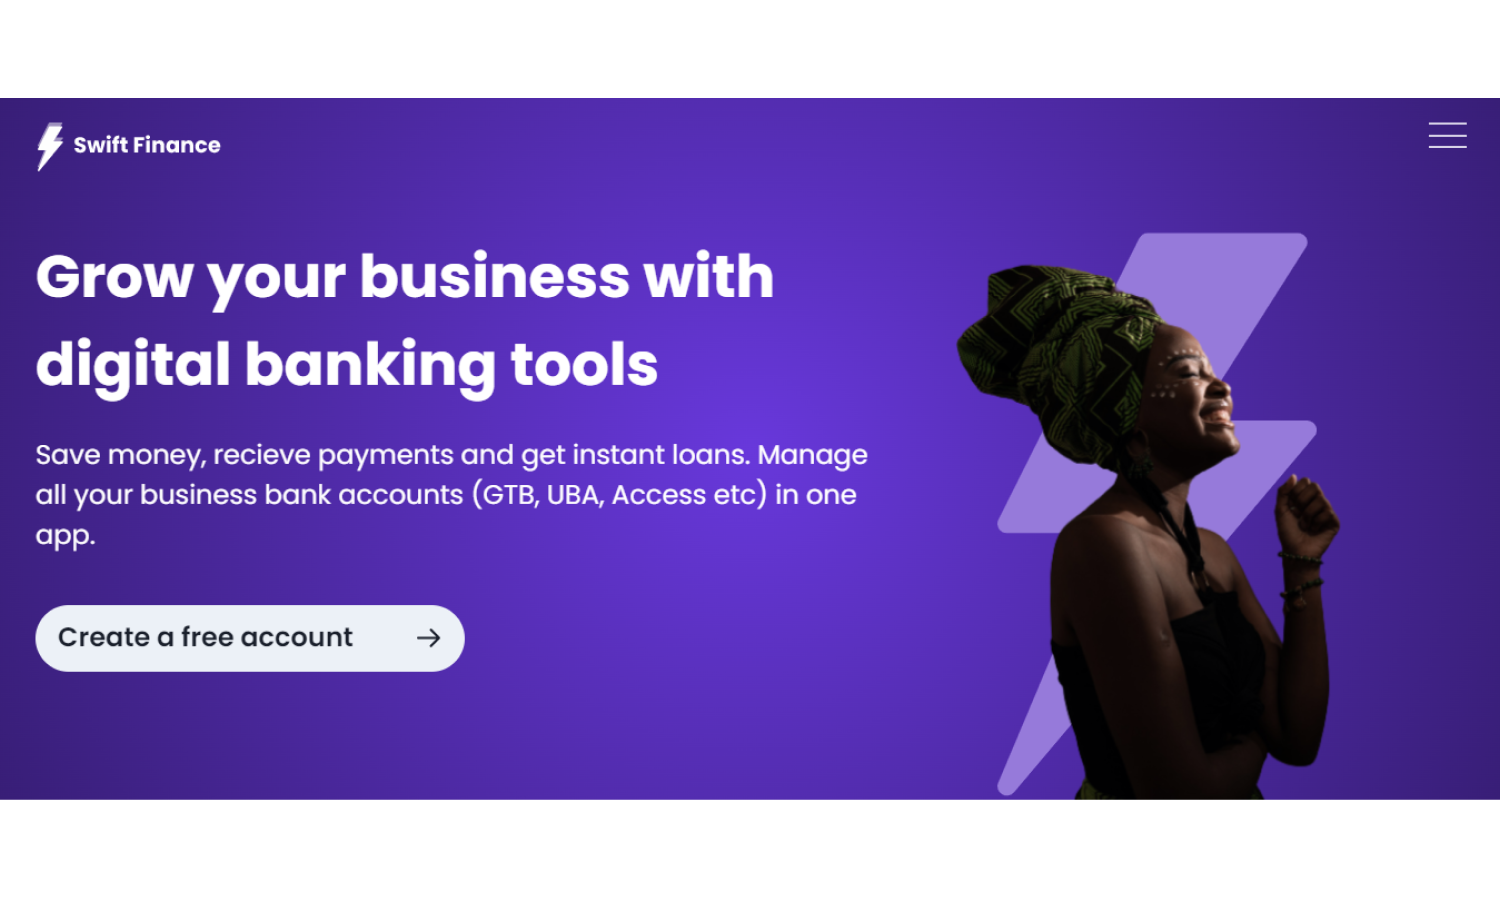 Swift Finance
Grow your business with
digital banking tools
Save money, recieve payments and get instant loans. Manage
all your business bank accounts (GTB, UBA, Access etc) in one
app.
Create a free account